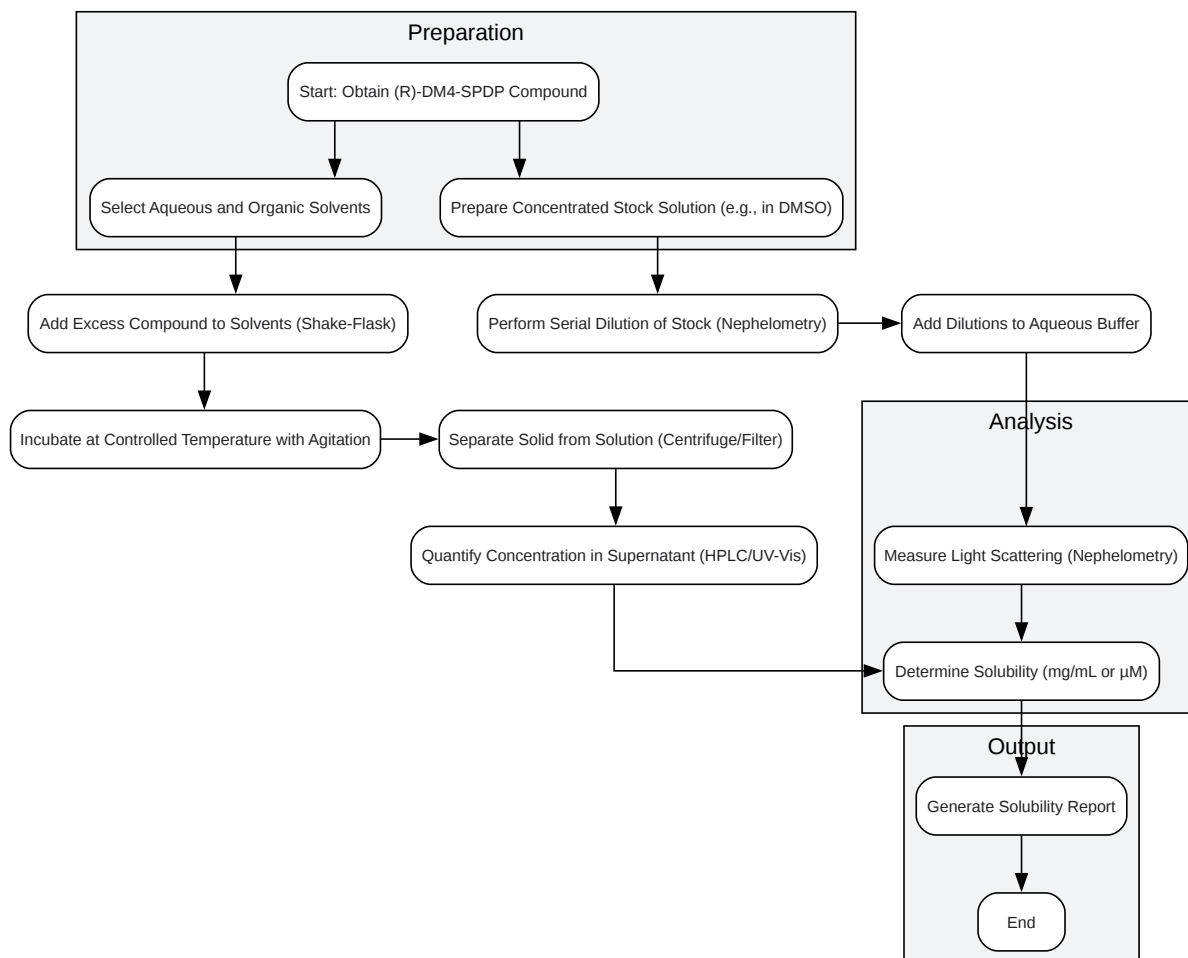 Preparation
Start: Obtain (R)-DM4-SPDP Compound
Select Aqueous and Organic Solvents
Prepare Concentrated Stock Solution (e.g., in DMSO)
Add Excess Compound to Solvents (Shake-Flask)
Perform Serial Dilution of Stock (Nephelometry)
Add Dilutions to Aqueous Buffer
Incubate at Controlled Temperature with Agitation
Separate Solid from Solution (Centrifuge/Filter)
Analysis
Quantify Concentration in Supernatant (HPLC/UV-Vis)
Measure Light Scattering (Nephelometry)
Determine Solubility (mg/mL or µM)
Output
Generate Solubility Report
End